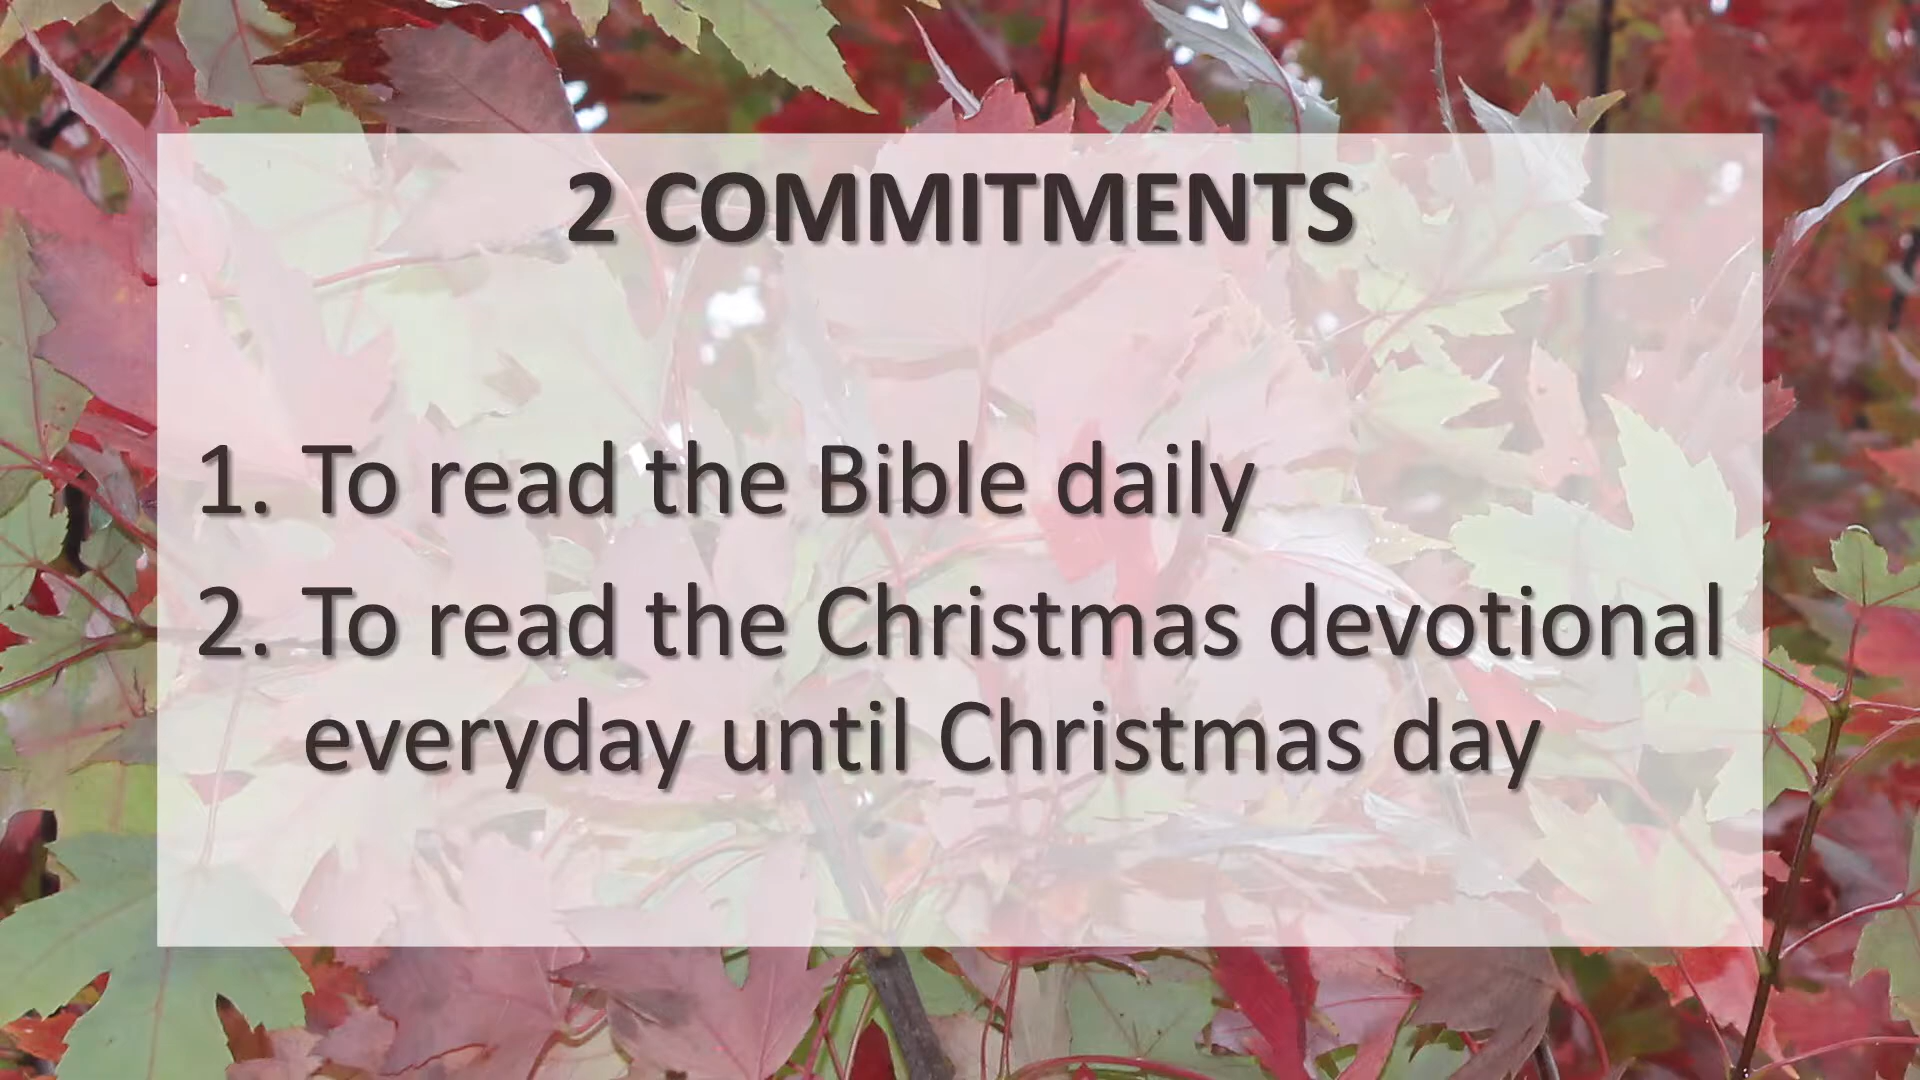 2 COMMITMENTS
1. To read the Bible daily
2. To read the Christmas devotional
everyday until Christmas day